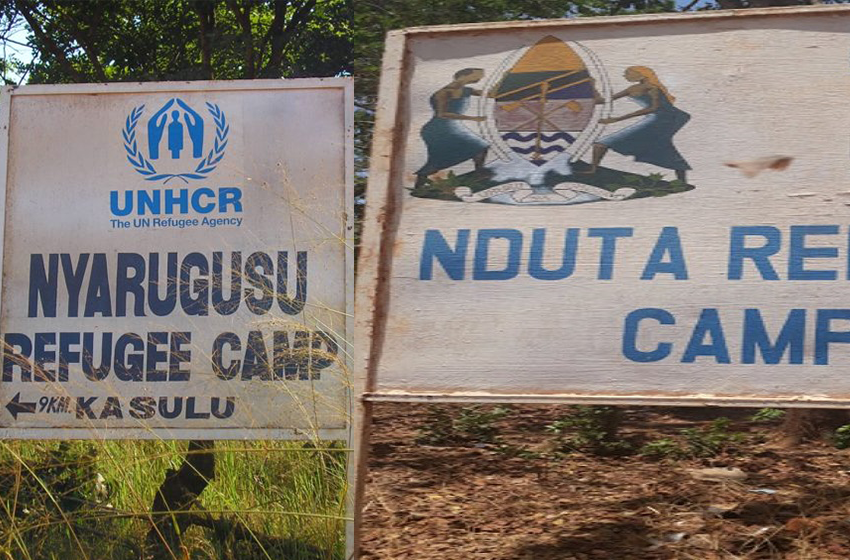 UNHCR
The UN Refugee Agency
NYARUGUSU
REFUGEE CAMP
9KM. KASULU
NDUTA
CAMP